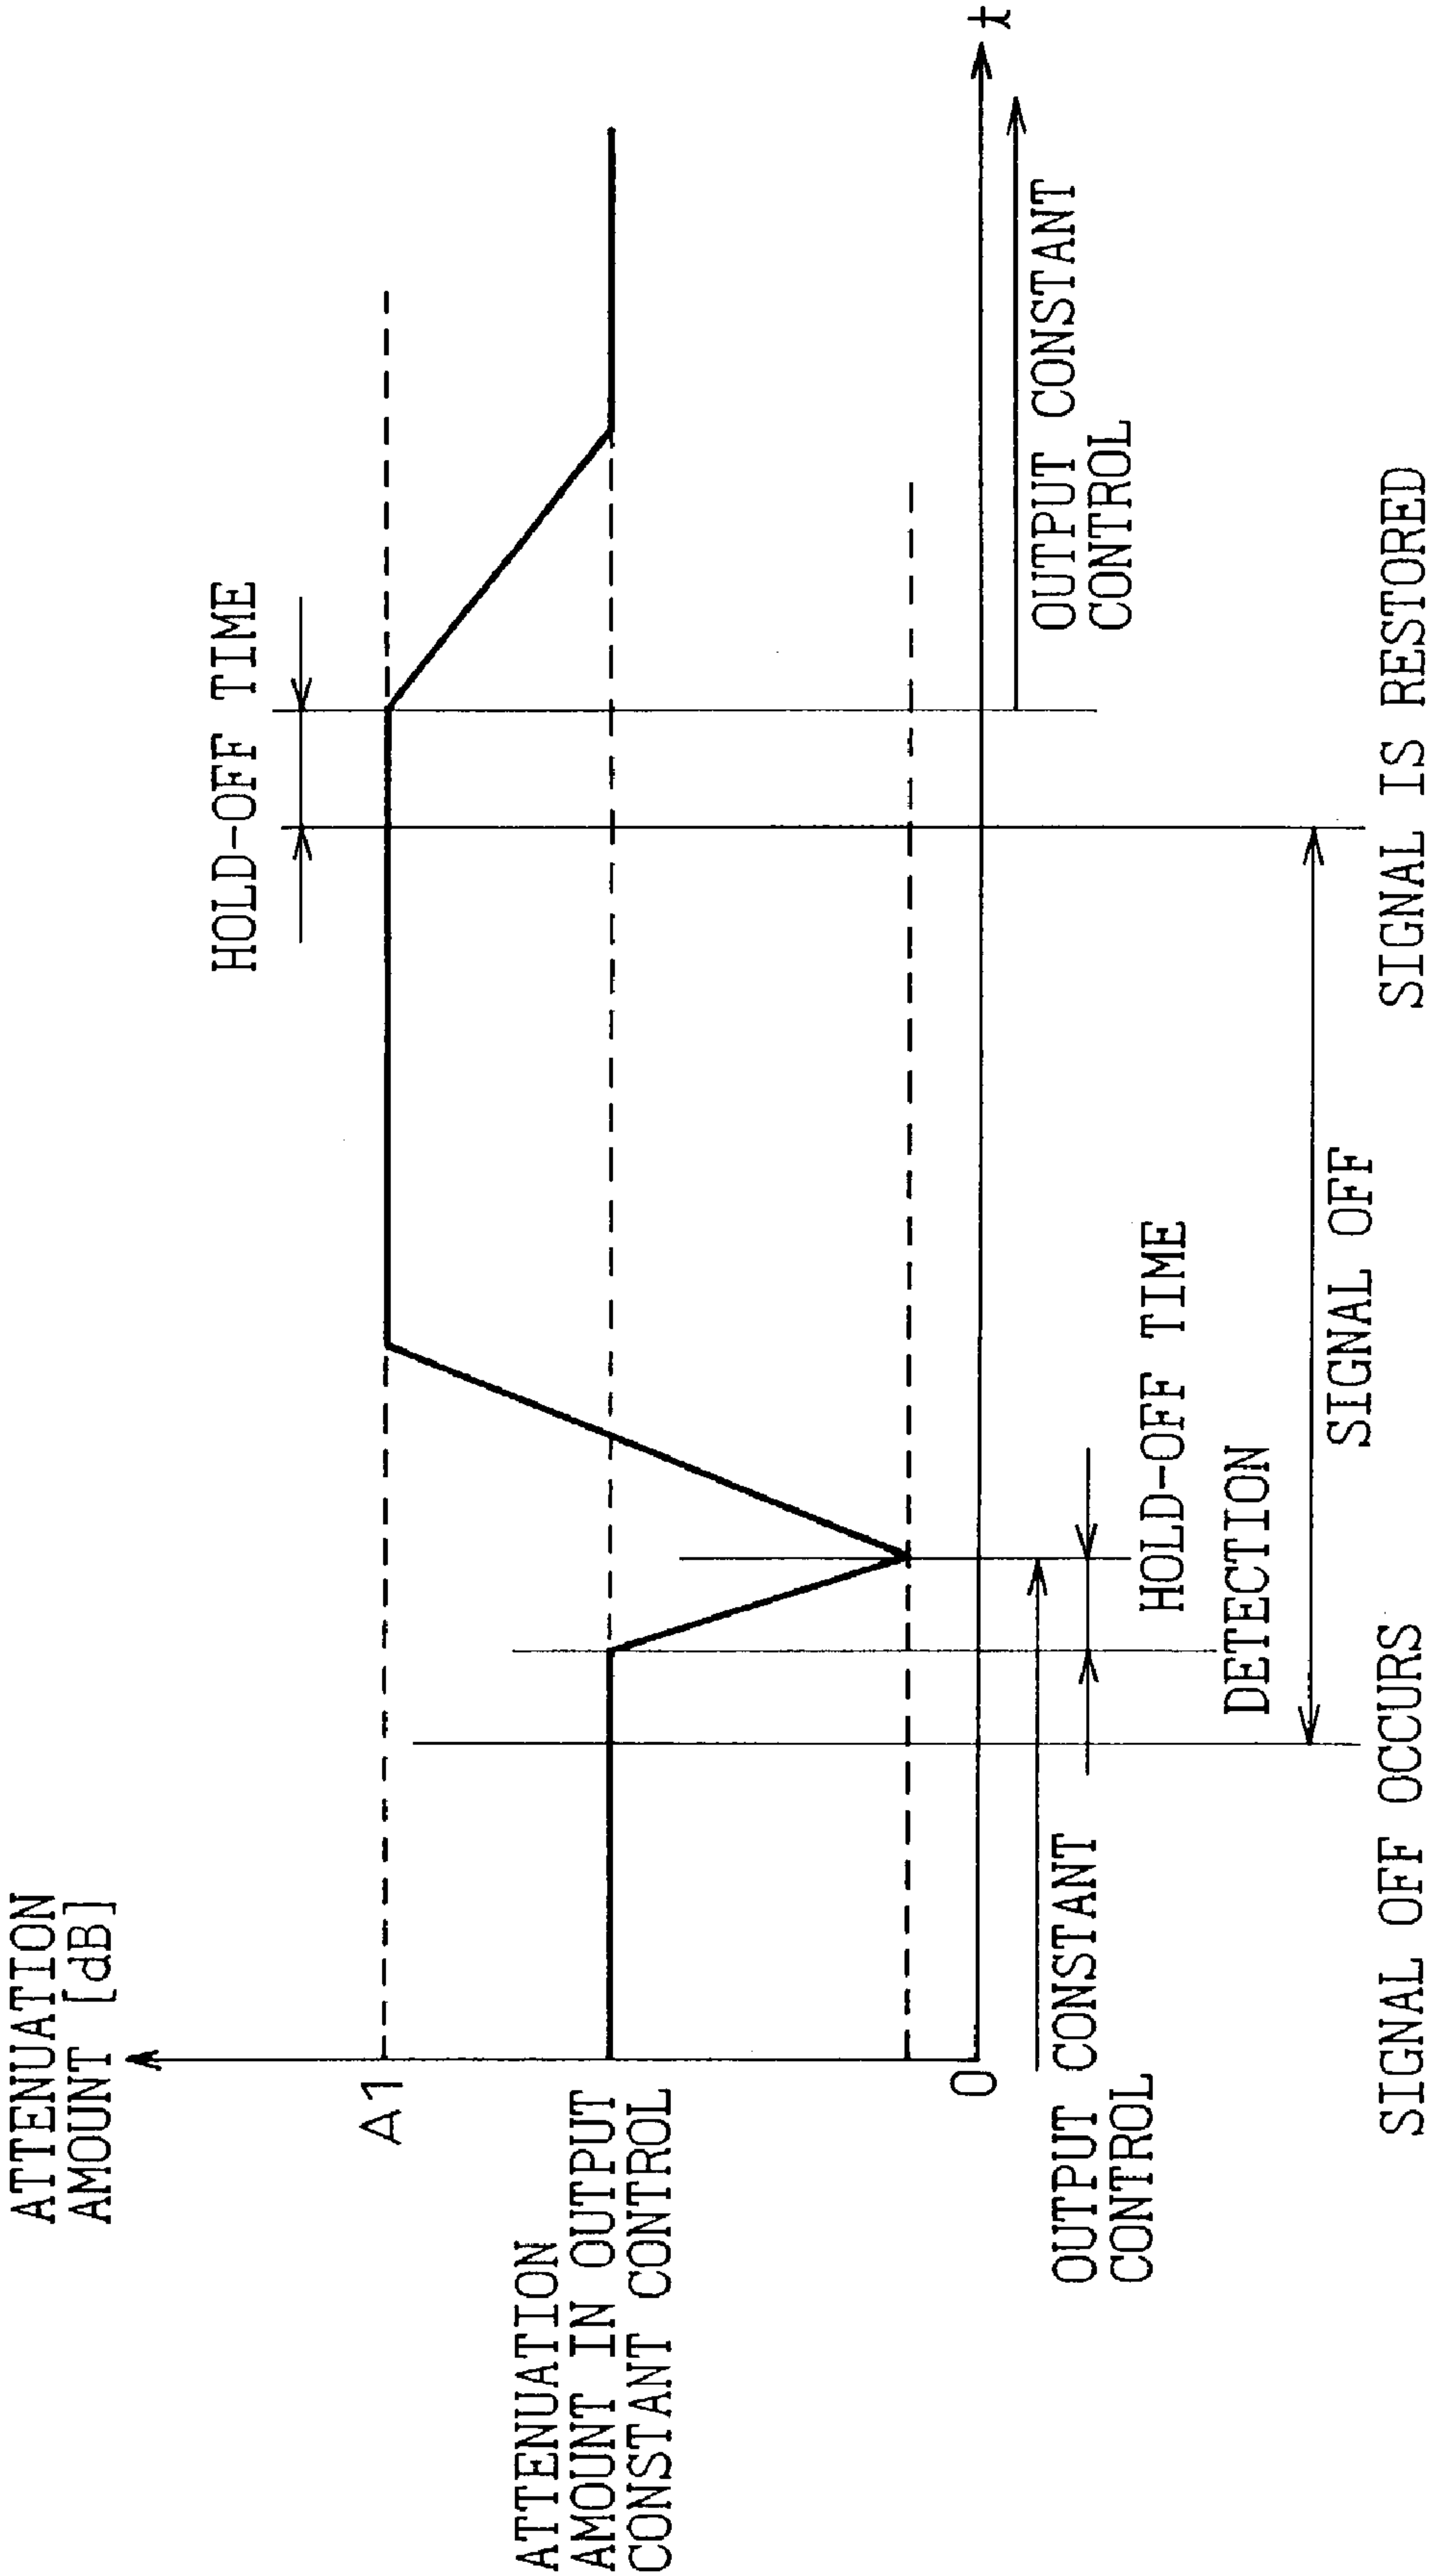 ATTENUATION
AMOUNT [dB]
HOLD-OFF TIME
A1
ATTENUATION
AMOUNT IN OUTPUT
CONSTANT CONTROL
0
t
OUTPUT CONSTANT
CONTROL
OUTPUT CONSTANT
CONTROL
HOLD-OFF TIME
DETECTION
SIGNAL OFF
SIGNAL OFF OCCURS
SIGNAL IS RESTORED